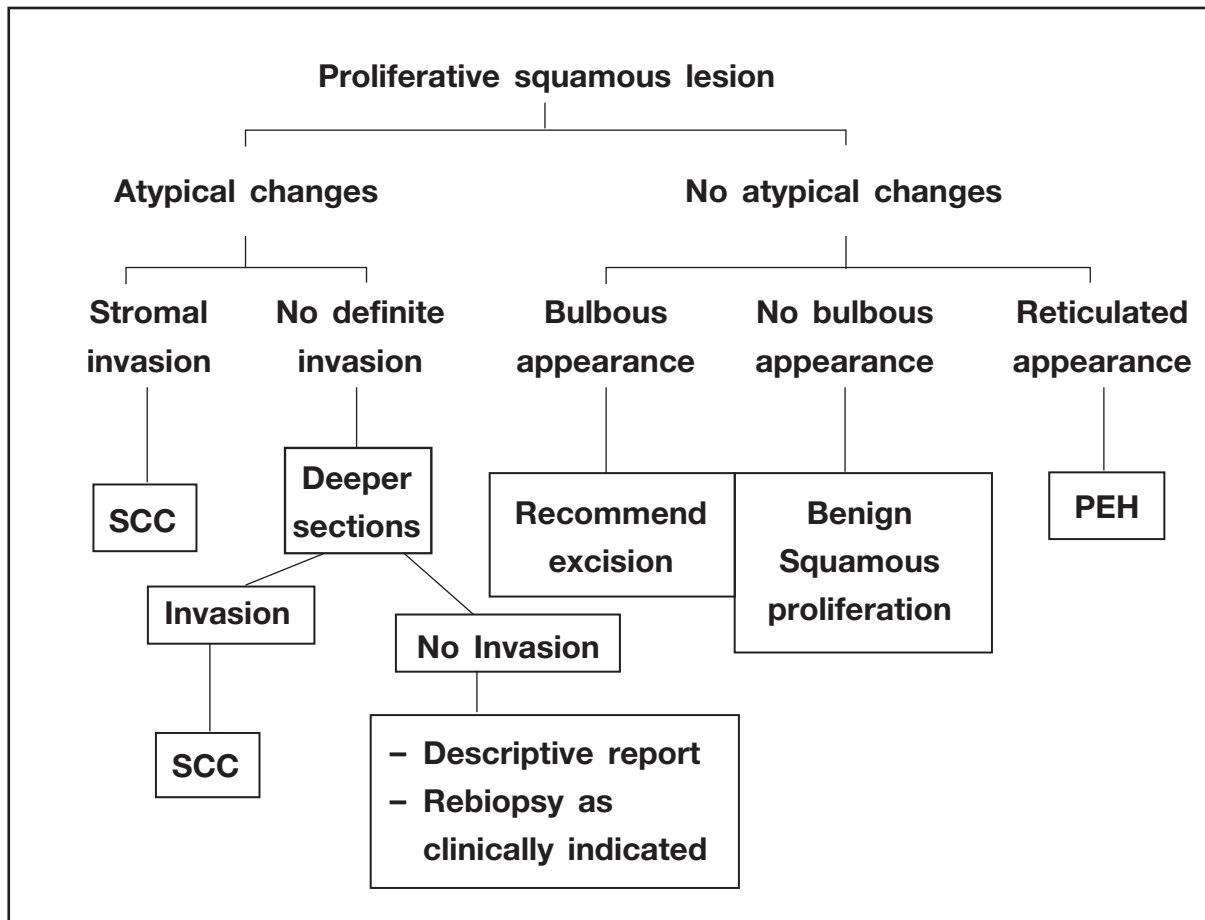 Proliferative squamous lesion
Atypical changes
No atypical changes
Stromal
invasion
No definite
invasion
Bulbous
appearance
No bulbous
appearance
Reticulated
appearance
SCC
Deeper
sections
Recommend
excision
Benign
Squamous
proliferation
PEH
Invasion
No Invasion
SCC
– Descriptive report
– Rebiopsy as
clinically indicated